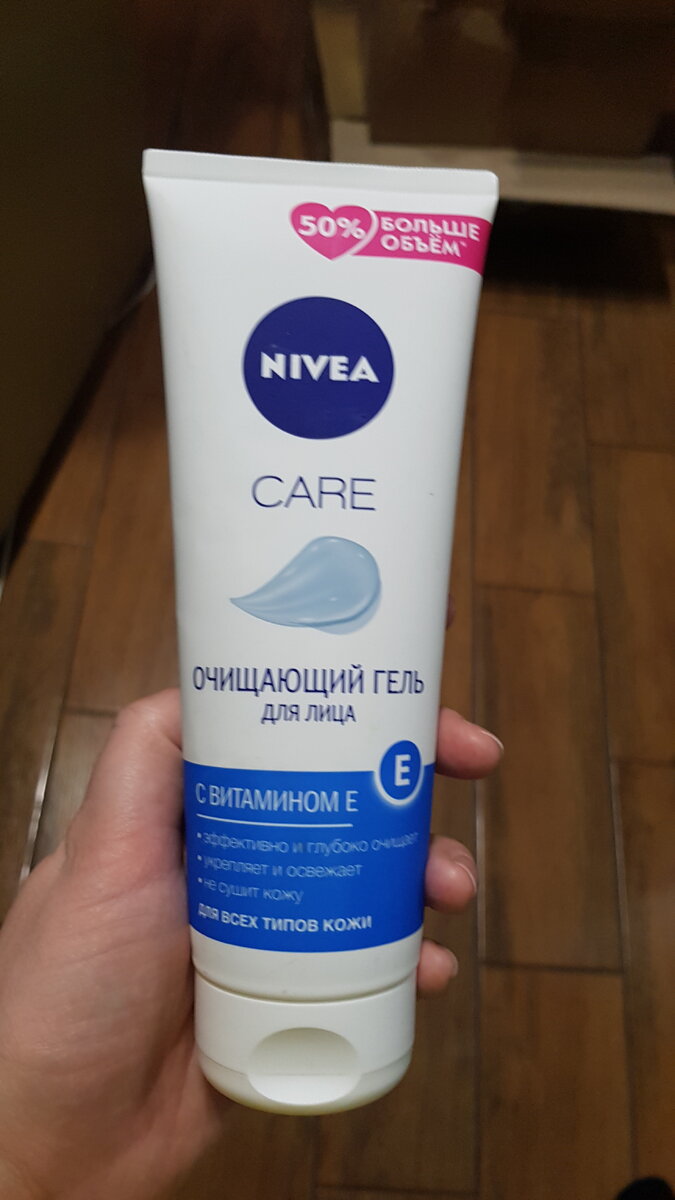 50% БОЛЬШЕ
ОБЪЁМ*
NIVEA
CARE
ОЧИЩАЮЩИЙ ГЕЛЬ
ДЛЯ ЛИЦА
E
С ВИТАМИНОМ Е
• эффективно и глубоко очищает
• укрепляет и освежает
• не сушит кожу
ДЛЯ ВСЕХ ТИПОВ КОЖИ